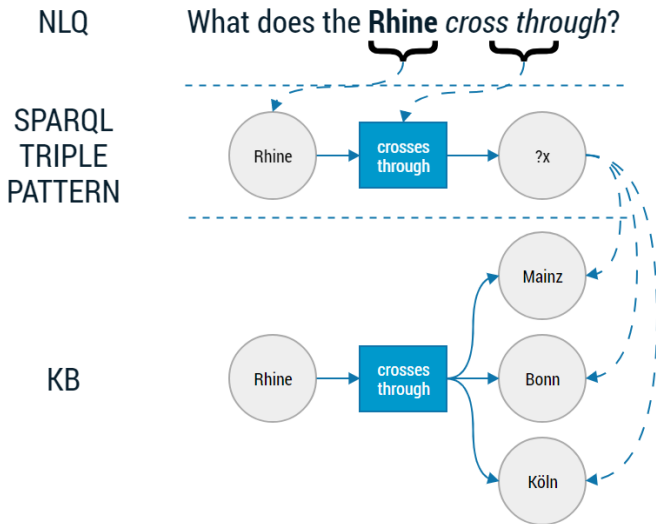 NLQ
What does the Rhine cross through?
SPARQL
TRIPLE
PATTERN
Rhine
crosses
through
?x
KB
Rhine
crosses
through
Mainz
Bonn
Köln